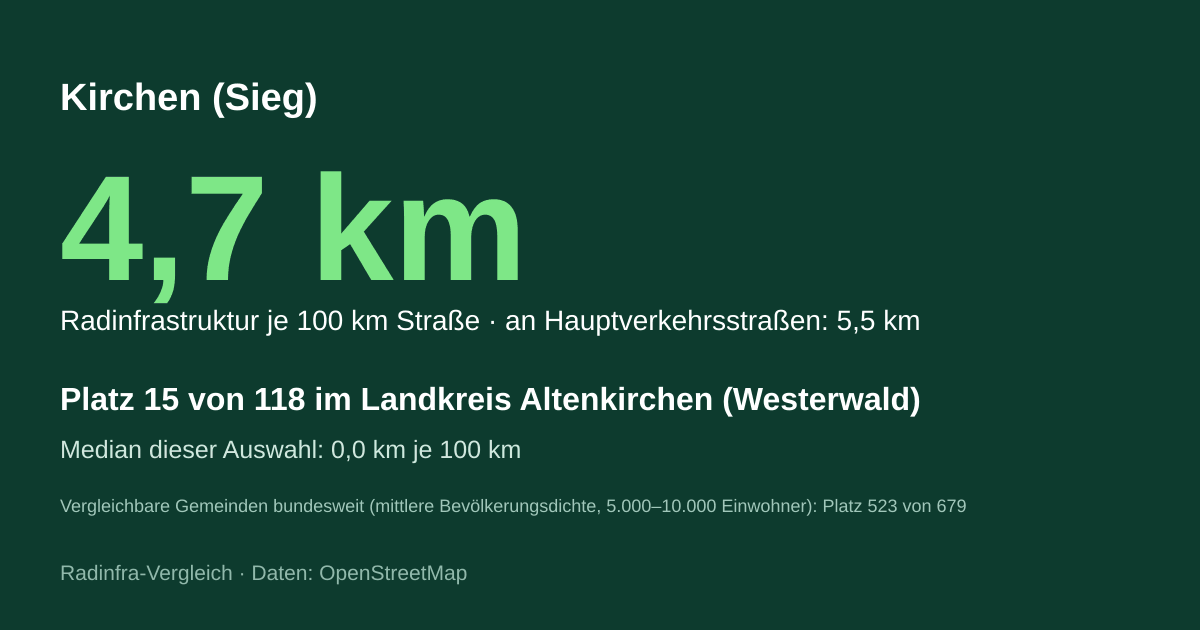 Kirchen (Sieg)
4,7 km
Radinfrastruktur je 100 km Straße · an Hauptverkehrsstraßen: 5,5 km
Platz 15 von 118 im Landkreis Altenkirchen (Westerwald)
Median dieser Auswahl: 0,0 km je 100 km
Vergleichbare Gemeinden bundesweit (mittlere Bevölkerungsdichte, 5.000–10.000 Einwohner): Platz 523 von 679
Radinfra-Vergleich · Daten: OpenStreetMap